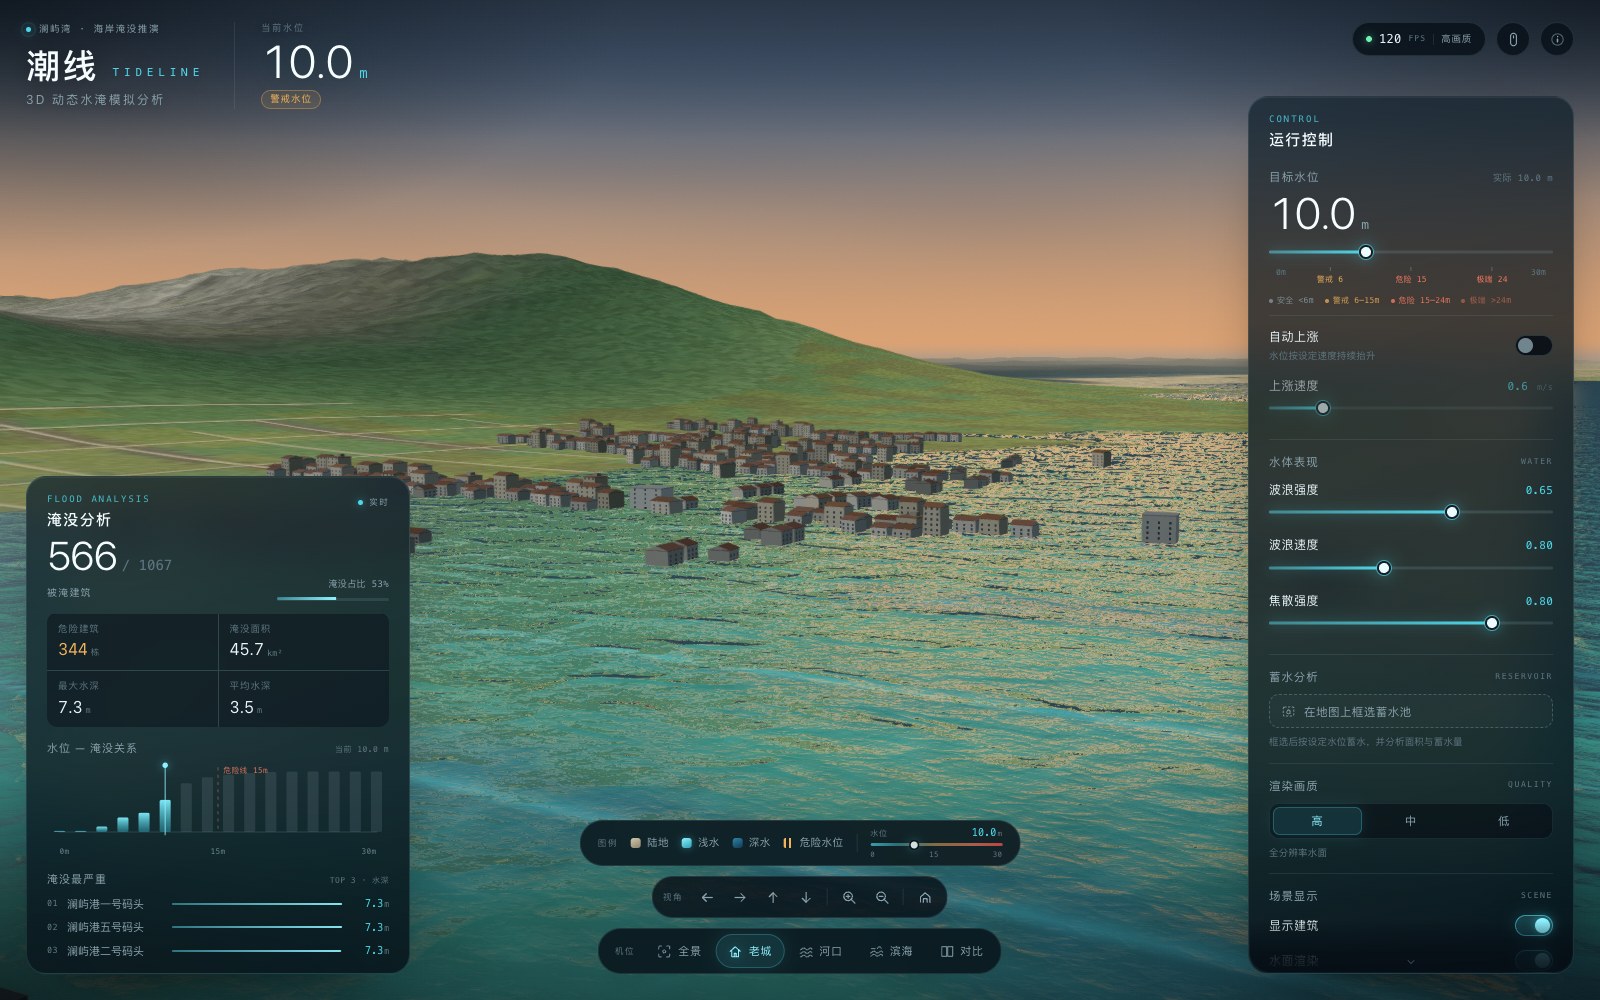 澜屿湾 · 海岸淹没推演
潮线 TIDELINE
3D 动态水淹模拟分析
当前水位
10.0 m
警戒水位
120 FPS 高画质
CONTROL
运行控制
目标水位 实际 10.0 m
10.0 m
0m 警戒 6 危险 15 极端 24 30m
安全 <6m 警戒 6–15m 危险 15–24m 极端 >24m
自动上涨
水位按设定速度持续抬升
上涨速度 0.6 m/s
水体表现 WATER
波浪强度 0.65
波浪速度 0.80
焦散强度 0.80
蓄水分析 RESERVOIR
在地图上框选蓄水池
框选后按设定水位蓄水，并分析面积与蓄水量
渲染画质 QUALITY
高 中 低
全分辨率水面
场景显示 SCENE
显示建筑
水面渲染
FLOOD ANALYSIS
淹没分析 实时
566 / 1067
被淹建筑 淹没占比 53%
危险建筑 淹没面积
344 栋 45.7 km²
最大水深 平均水深
7.3 m 3.5 m
水位 — 淹没关系 当前 10.0 m
危险线 15m
0m 15m 30m
淹没最严重 TOP 3 · 水深
01 澜屿港一号码头 7.3m
02 澜屿港五号码头 7.3m
03 澜屿港二号码头 7.3m
图例 陆地 浅水 深水 危险水位 水位 10.0m
0 15 30
视角
机位 全景 老城 河口 滨海 对比